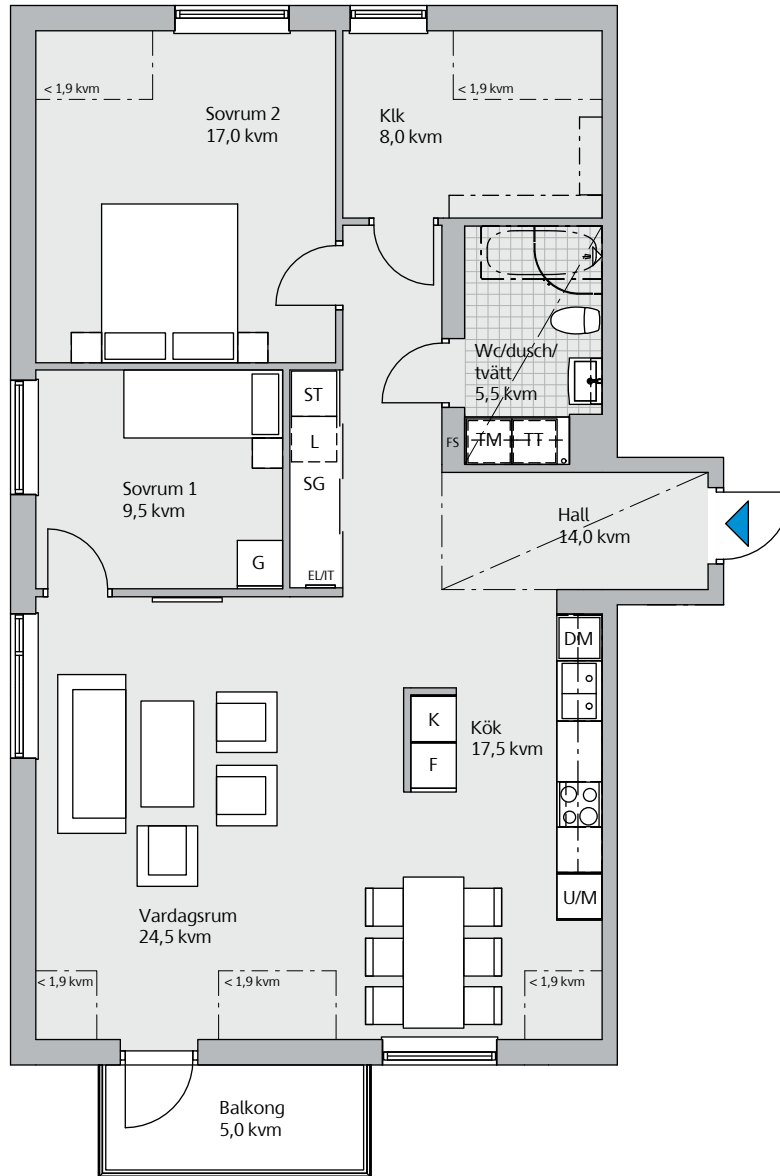 < 1,9 kvm
Sovrum 2
17,0 kvm
Klk
8,0 kvm
< 1,9 kvm
Wc/dusch/
tvätt
5,5 kvm
ST
L
SG
EL/IT
FS
TM
TT
Sovrum 1
9,5 kvm
G
Hall
14,0 kvm
DM
K
F
Kök
17,5 kvm
U/M
Vardagsrum
24,5 kvm
< 1,9 kvm
< 1,9 kvm
< 1,9 kvm
Balkong
5,0 kvm